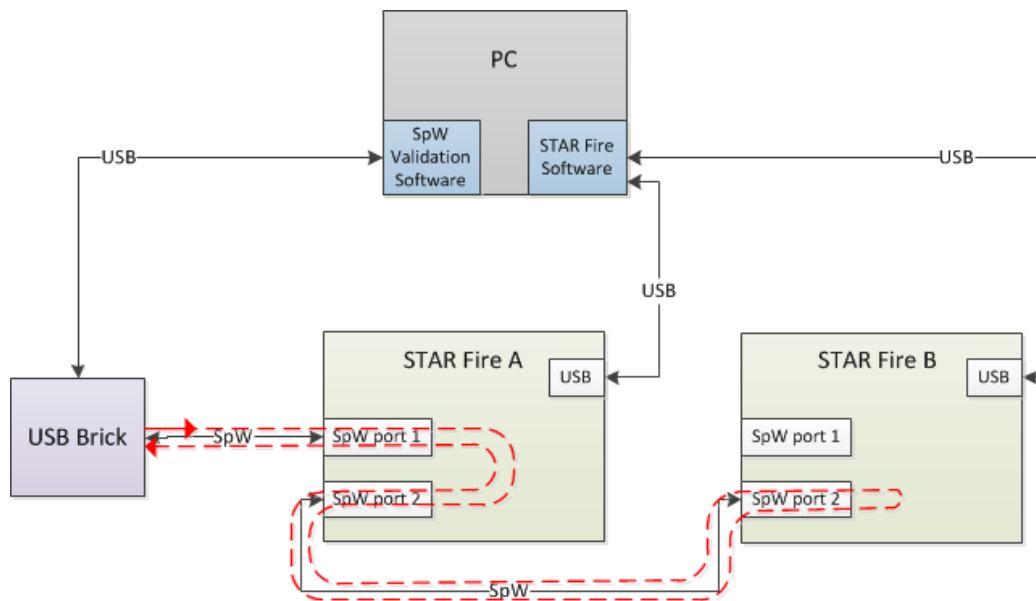 PC
SpW
Validation
Software
STAR Fire
Software
USB
USB
USB
STAR Fire A
USB
STAR Fire B
USB
USB Brick
SpW
SpW port 1
SpW port 1
SpW port 2
SpW port 2
SpW